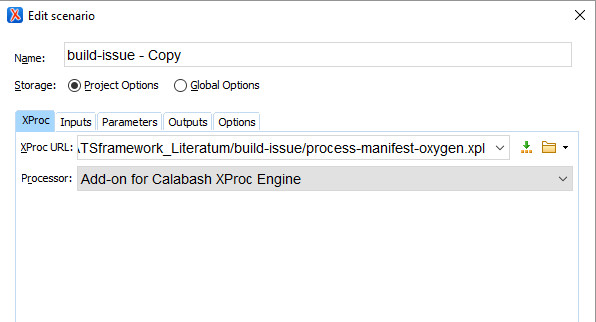 Edit scenario
Name: build-issue - Copy
Storage: Project Options Global Options
XProc Inputs Parameters Outputs Options
XProc URL: ATSframework_Literatum/build-issue/process-manifest-oxygen.xpl
Processor: Add-on for Calabash XProc Engine